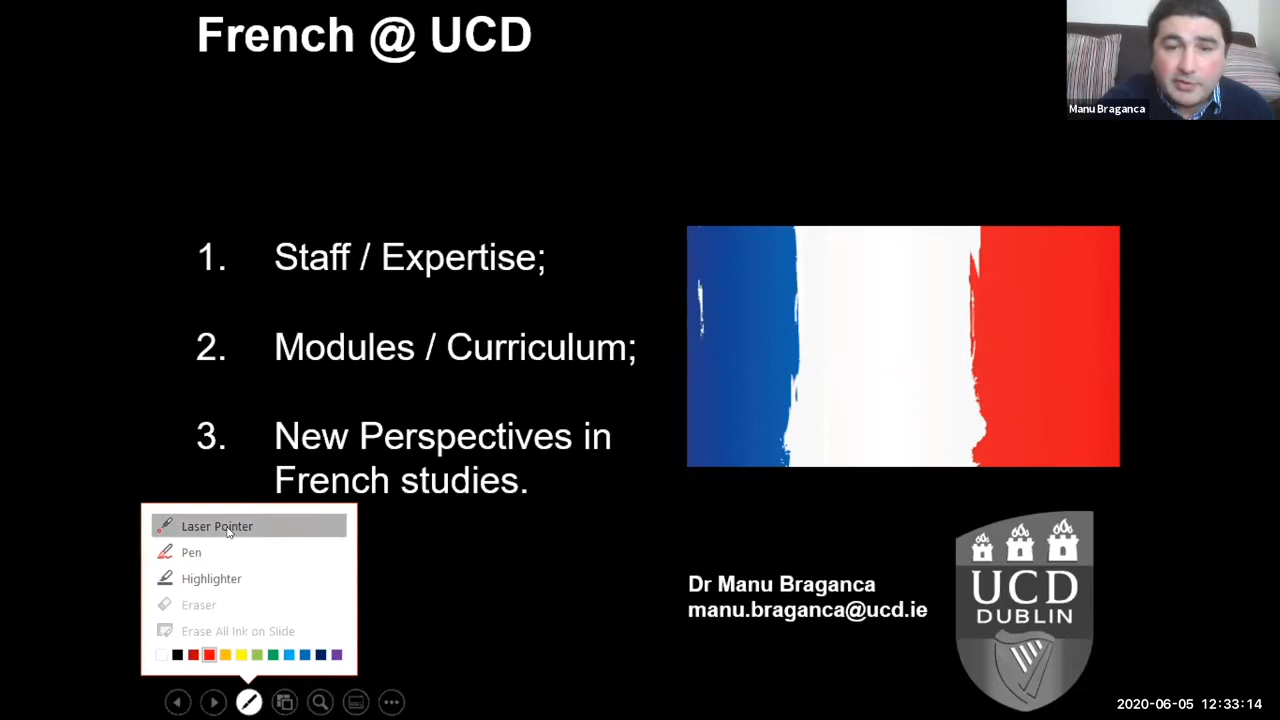 French @ UCD
Manu Braganca
1. Staff / Expertise;
2. Modules / Curriculum;
3. New Perspectives in
French studies.
Laser Pointer
Pen
Highlighter
Eraser
Erase All Ink on Slide
Dr Manu Braganca
manu.braganca@ucd.ie
UCD
DUBLIN
2020-06-05 12:33:14